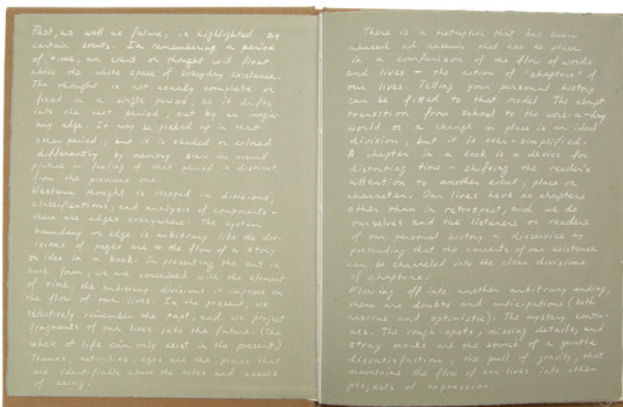 Past, as well as future, is highlighted by
certain events. In remembering a period
of time, an event or thought will float
above the white space of everyday existence.
The thought is not usually complete or
fixed in a single period, so it drifts
into the next period, cut by an imagin-
ary edge. It may be picked up in that
other period, but it is shaded or colored
differently by memory since the overall
picture or feeling of that period is distinct
from the previous one.
Western thought is steeped in divisions,
classifications, and analysis of components -
there are edges everywhere. The system
boundary or edge is arbitrary like the div-
isions of pages are to the flow of a story
or idea in a book. In presenting the art in
book form, we are concerned with the element
of time, the arbitrary divisions it imposes on
the flow of our lives. In the present, we
selectively remember the past, and we project
fragments of our lives into the future. (The
whole of life can only exist in the present)
Themes, activities, ages are the pieces that
are identifiable above the holes and spaces
of being.
There is a metaphor that has been
abused and
in a comparison of the flow of words
and lives - the notion of "chapters" of
our lives. Telling your personal history
can be fitted to that model. The abrupt
transition from school to the work-a-day
world or a change in place is an ideal
division, but it is over-simplified.
A chapter in a book is a device for
distorting time - shifting the reader's
attention to another event, place or
character. Our lives have no chapters
other than in retrospect, and we do
ourselves and the listeners or readers
of our personal history a disservice by
pretending that the currents of our existence
can be channeled into the clean divisions
of chapters.
Flowing off into another arbitrary ending,
there are doubts and anticipations (both
anxious and optimistic). The mystery contin-
ues. The rough spots, missing details, and
stray marks are the source of a gentle
dissatisfaction - the pull of gravity, that
maintains the flow of our lives into other
projects of expression.